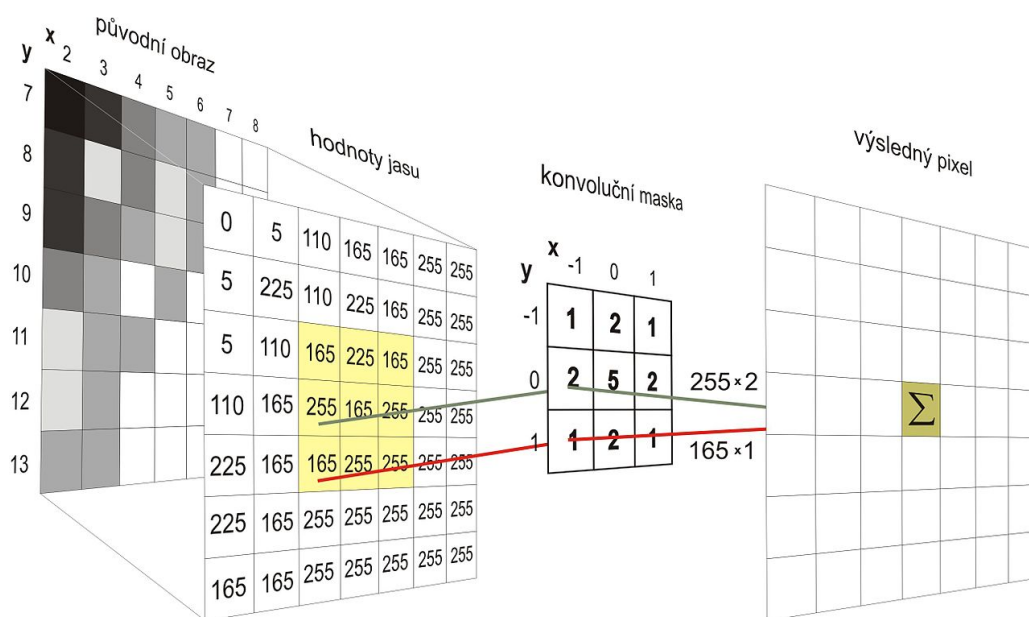 původní obraz
x
2 3 4 5 6 7 8
y
7
8
9
10
11
12
13
hodnoty jasu
0 5 110 165 165 255 255
5 225 110 225 165 255 255
5 110 165 225 165 255 255
110 165 255 165 255 255 255
225 165 165 255 255 255 255
225 165 255 255 255 255 255
165 165 255 255 255 255 255
konvoluční maska
x
-1 0 1
y
-1 1 2 1
0 2 5 2
1 1 2 1
255×2
165×1
výsledný pixel
Σ